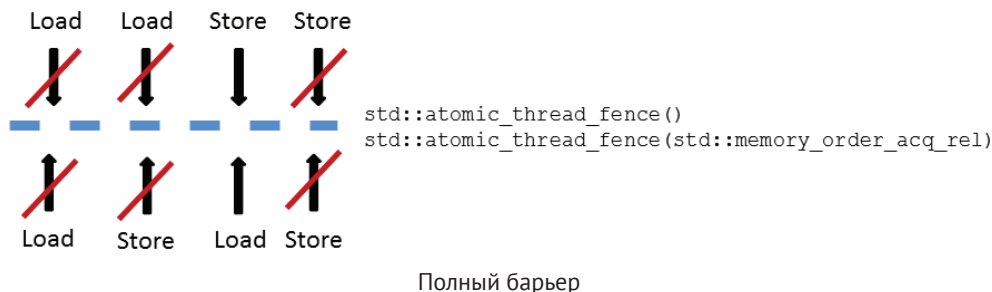 Load Load Store Store
std::atomic_thread_fence()
std::atomic_thread_fence(std::memory_order_acq_rel)
Load Store Load Store
Полный барьер